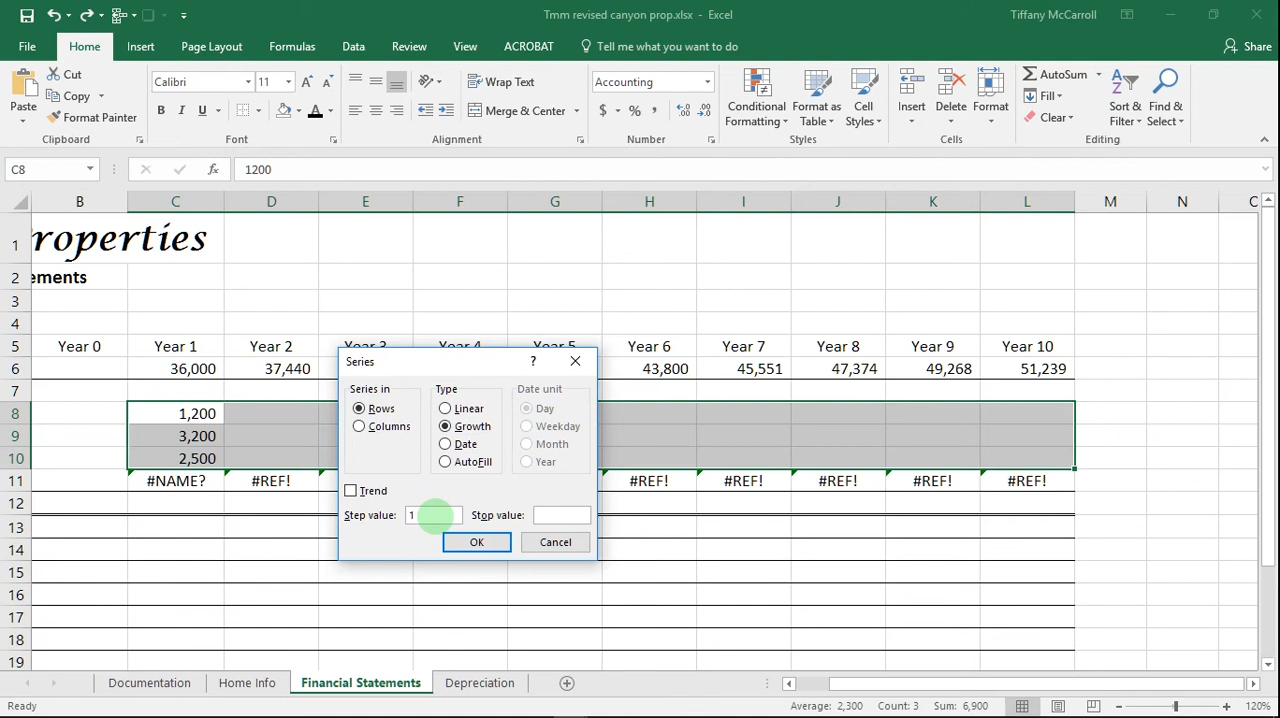 Tmm revised canyon prop.xlsx - Excel
Tiffany McCarroll
File Home Insert Page Layout Formulas Data Review View ACROBAT Tell me what you want to do Share
Paste
Cut
Copy
Format Painter
Clipboard
Calibri 11
B I U A
Font
Wrap Text
Merge & Center
Alignment
Accounting
$ % ,
Number
Conditional Formatting
Format as Table
Cell Styles
Styles
Insert Delete Format
Cells
AutoSum
Fill
Clear
Sort & Filter
Find & Select
Editing
C8 fx 1200
B C D E F G H I J K L M N
1 roperties
2 ements
3
4
5 Year 0 Year 1 Year 2 Year 3 Year 4 Year 5 Year 6 Year 7 Year 8 Year 9 Year 10
6 36,000 37,440 43,800 45,551 47,374 49,268 51,239
7
8 1,200
9 3,200
10 2,500
11 #NAME? #REF! #REF! #REF! #REF! #REF! #REF!
12
13
14
15
16
17
18
19
Series ?
Series in
Rows
Columns
Type
Linear
Growth
Date
AutoFill
Date unit
Day
Weekday
Month
Year
Trend
Step value: 1 Stop value:
OK Cancel
Documentation Home Info Financial Statements Depreciation
Ready Average: 2,300 Count: 3 Sum: 6,900 120%